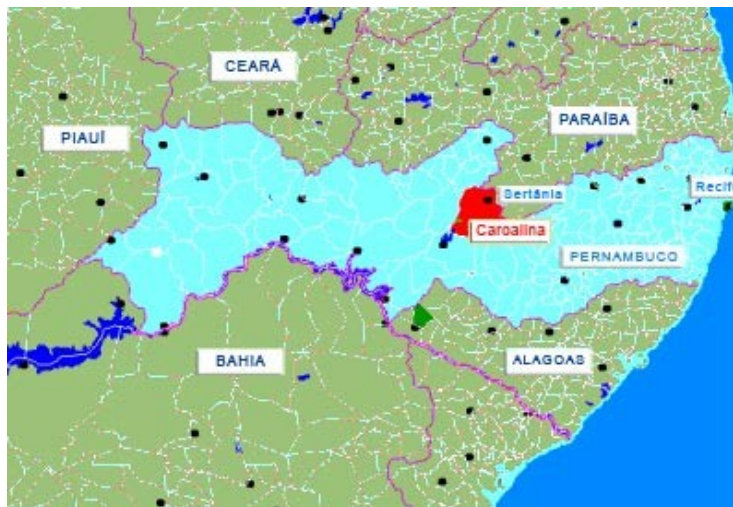 CEARÁ
PARAÍBA
PIAUÍ
Sertânia
Recif
Caroalina
PERNAMBUCO
BAHIA
ALAGOAS